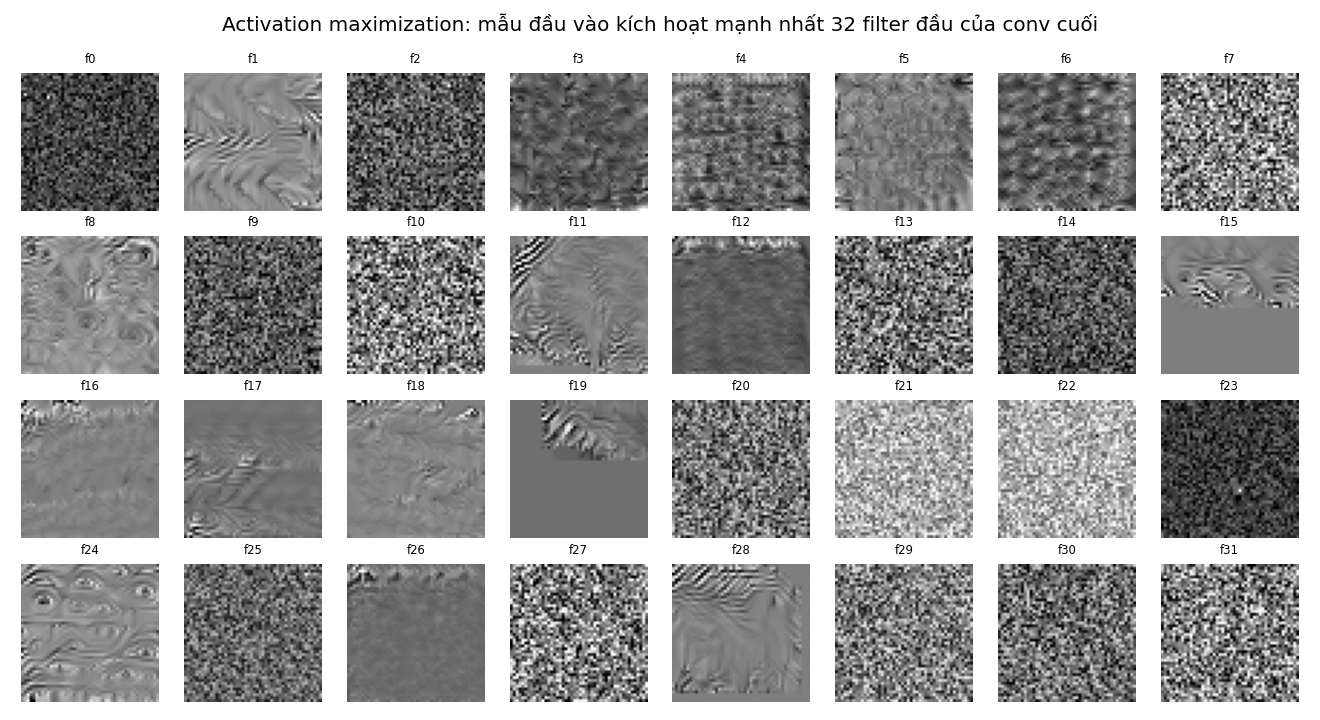 Activation maximization: mẫu đầu vào kích hoạt mạnh nhất 32 filter đầu của conv cuối
f0 f1 f2 f3 f4 f5 f6 f7
f8 f9 f10 f11 f12 f13 f14 f15
f16 f17 f18 f19 f20 f21 f22 f23
f24 f25 f26 f27 f28 f29 f30 f31